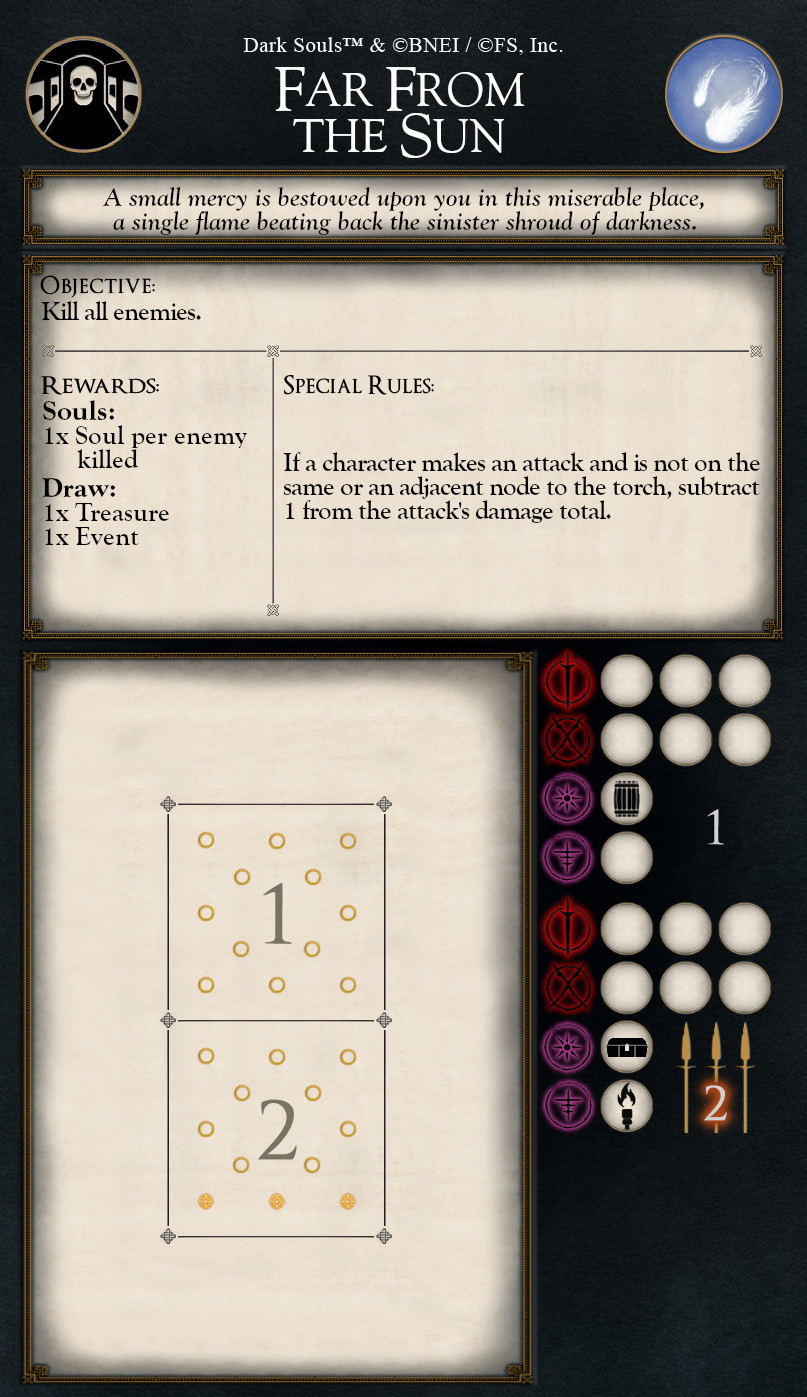 Dark Souls™ & ©BNEI / ©FS, Inc.
FAR FROM
THE SUN
A small mercy is bestowed upon you in this miserable place,
a single flame beating back the sinister shroud of darkness.
OBJECTIVE:
Kill all enemies.
REWARDS:
Souls:
1x Soul per enemy
killed
Draw:
1x Treasure
1x Event
SPECIAL RULES:
If a character makes an attack and is not on the
same or an adjacent node to the torch, subtract
1 from the attack's damage total.
1
2
1
2